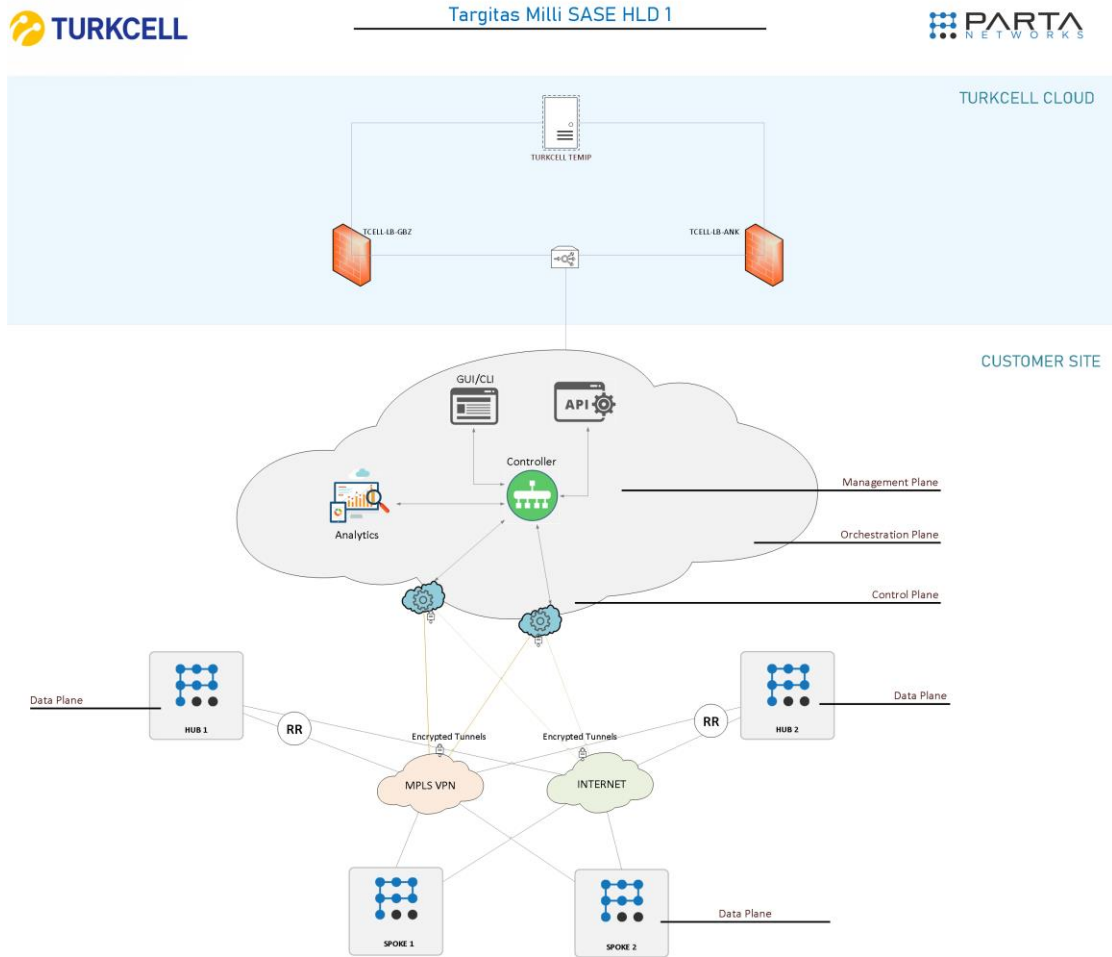 TURKCELL
Targitas Milli SASE HLD 1
PARTA
NETWORKS
TURKCELL CLOUD
TURKCELL TEMIP
TCELL-LB-GBZ
TCELL-LB-ANK
CUSTOMER SITE
GUI/CLI
API
Controller
Analytics
Management Plane
Orchestration Plane
Control Plane
Data Plane
HUB 1
RR
Encrypted Tunnels
Encrypted Tunnels
RR
HUB 2
Data Plane
MPLS VPN
INTERNET
SPOKE 1
SPOKE 2
Data Plane